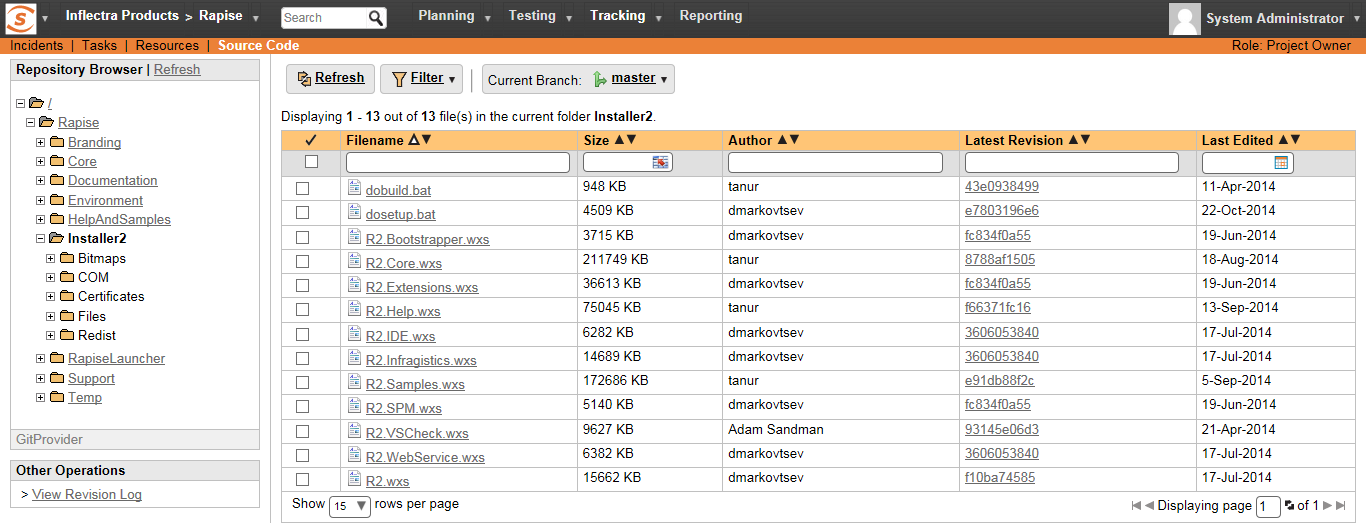 Inflectra Products > Rapise Search Planning Testing Tracking Reporting System Administrator
Incidents | Tasks | Resources | Source Code Role: Project Owner
Repository Browser | Refresh
/
Rapise
Branding
Core
Documentation
Environment
HelpAndSamples
Installer2
Bitmaps
COM
Certificates
Files
Redist
RapiseLauncher
Support
Temp
GitProvider
Other Operations
> View Revision Log
Refresh Filter Current Branch: master
Displaying 1 - 13 out of 13 file(s) in the current folder Installer2.
Filename Size Author Latest Revision Last Edited
dobuild.bat 948 KB tanur 43e0938499 11-Apr-2014
dosetup.bat 4509 KB dmarkovtsev e7803196e6 22-Oct-2014
R2.Bootstrapper.wxs 3715 KB dmarkovtsev fc834f0a55 19-Jun-2014
R2.Core.wxs 211749 KB tanur 8788af1505 18-Aug-2014
R2.Extensions.wxs 36613 KB dmarkovtsev fc834f0a55 19-Jun-2014
R2.Help.wxs 75045 KB tanur f66371fc16 13-Sep-2014
R2.IDE.wxs 6282 KB dmarkovtsev 3606053840 17-Jul-2014
R2.Infragistics.wxs 14689 KB dmarkovtsev 3606053840 17-Jul-2014
R2.Samples.wxs 172686 KB tanur e91db88f2c 5-Sep-2014
R2.SPM.wxs 5140 KB dmarkovtsev fc834f0a55 19-Jun-2014
R2.VSCheck.wxs 9627 KB Adam Sandman 93145e06d3 21-Apr-2014
R2.WebService.wxs 6382 KB dmarkovtsev 3606053840 17-Jul-2014
R2.wxs 15662 KB dmarkovtsev f10ba74585 17-Jul-2014
Show 15 rows per page Displaying page 1 of 1